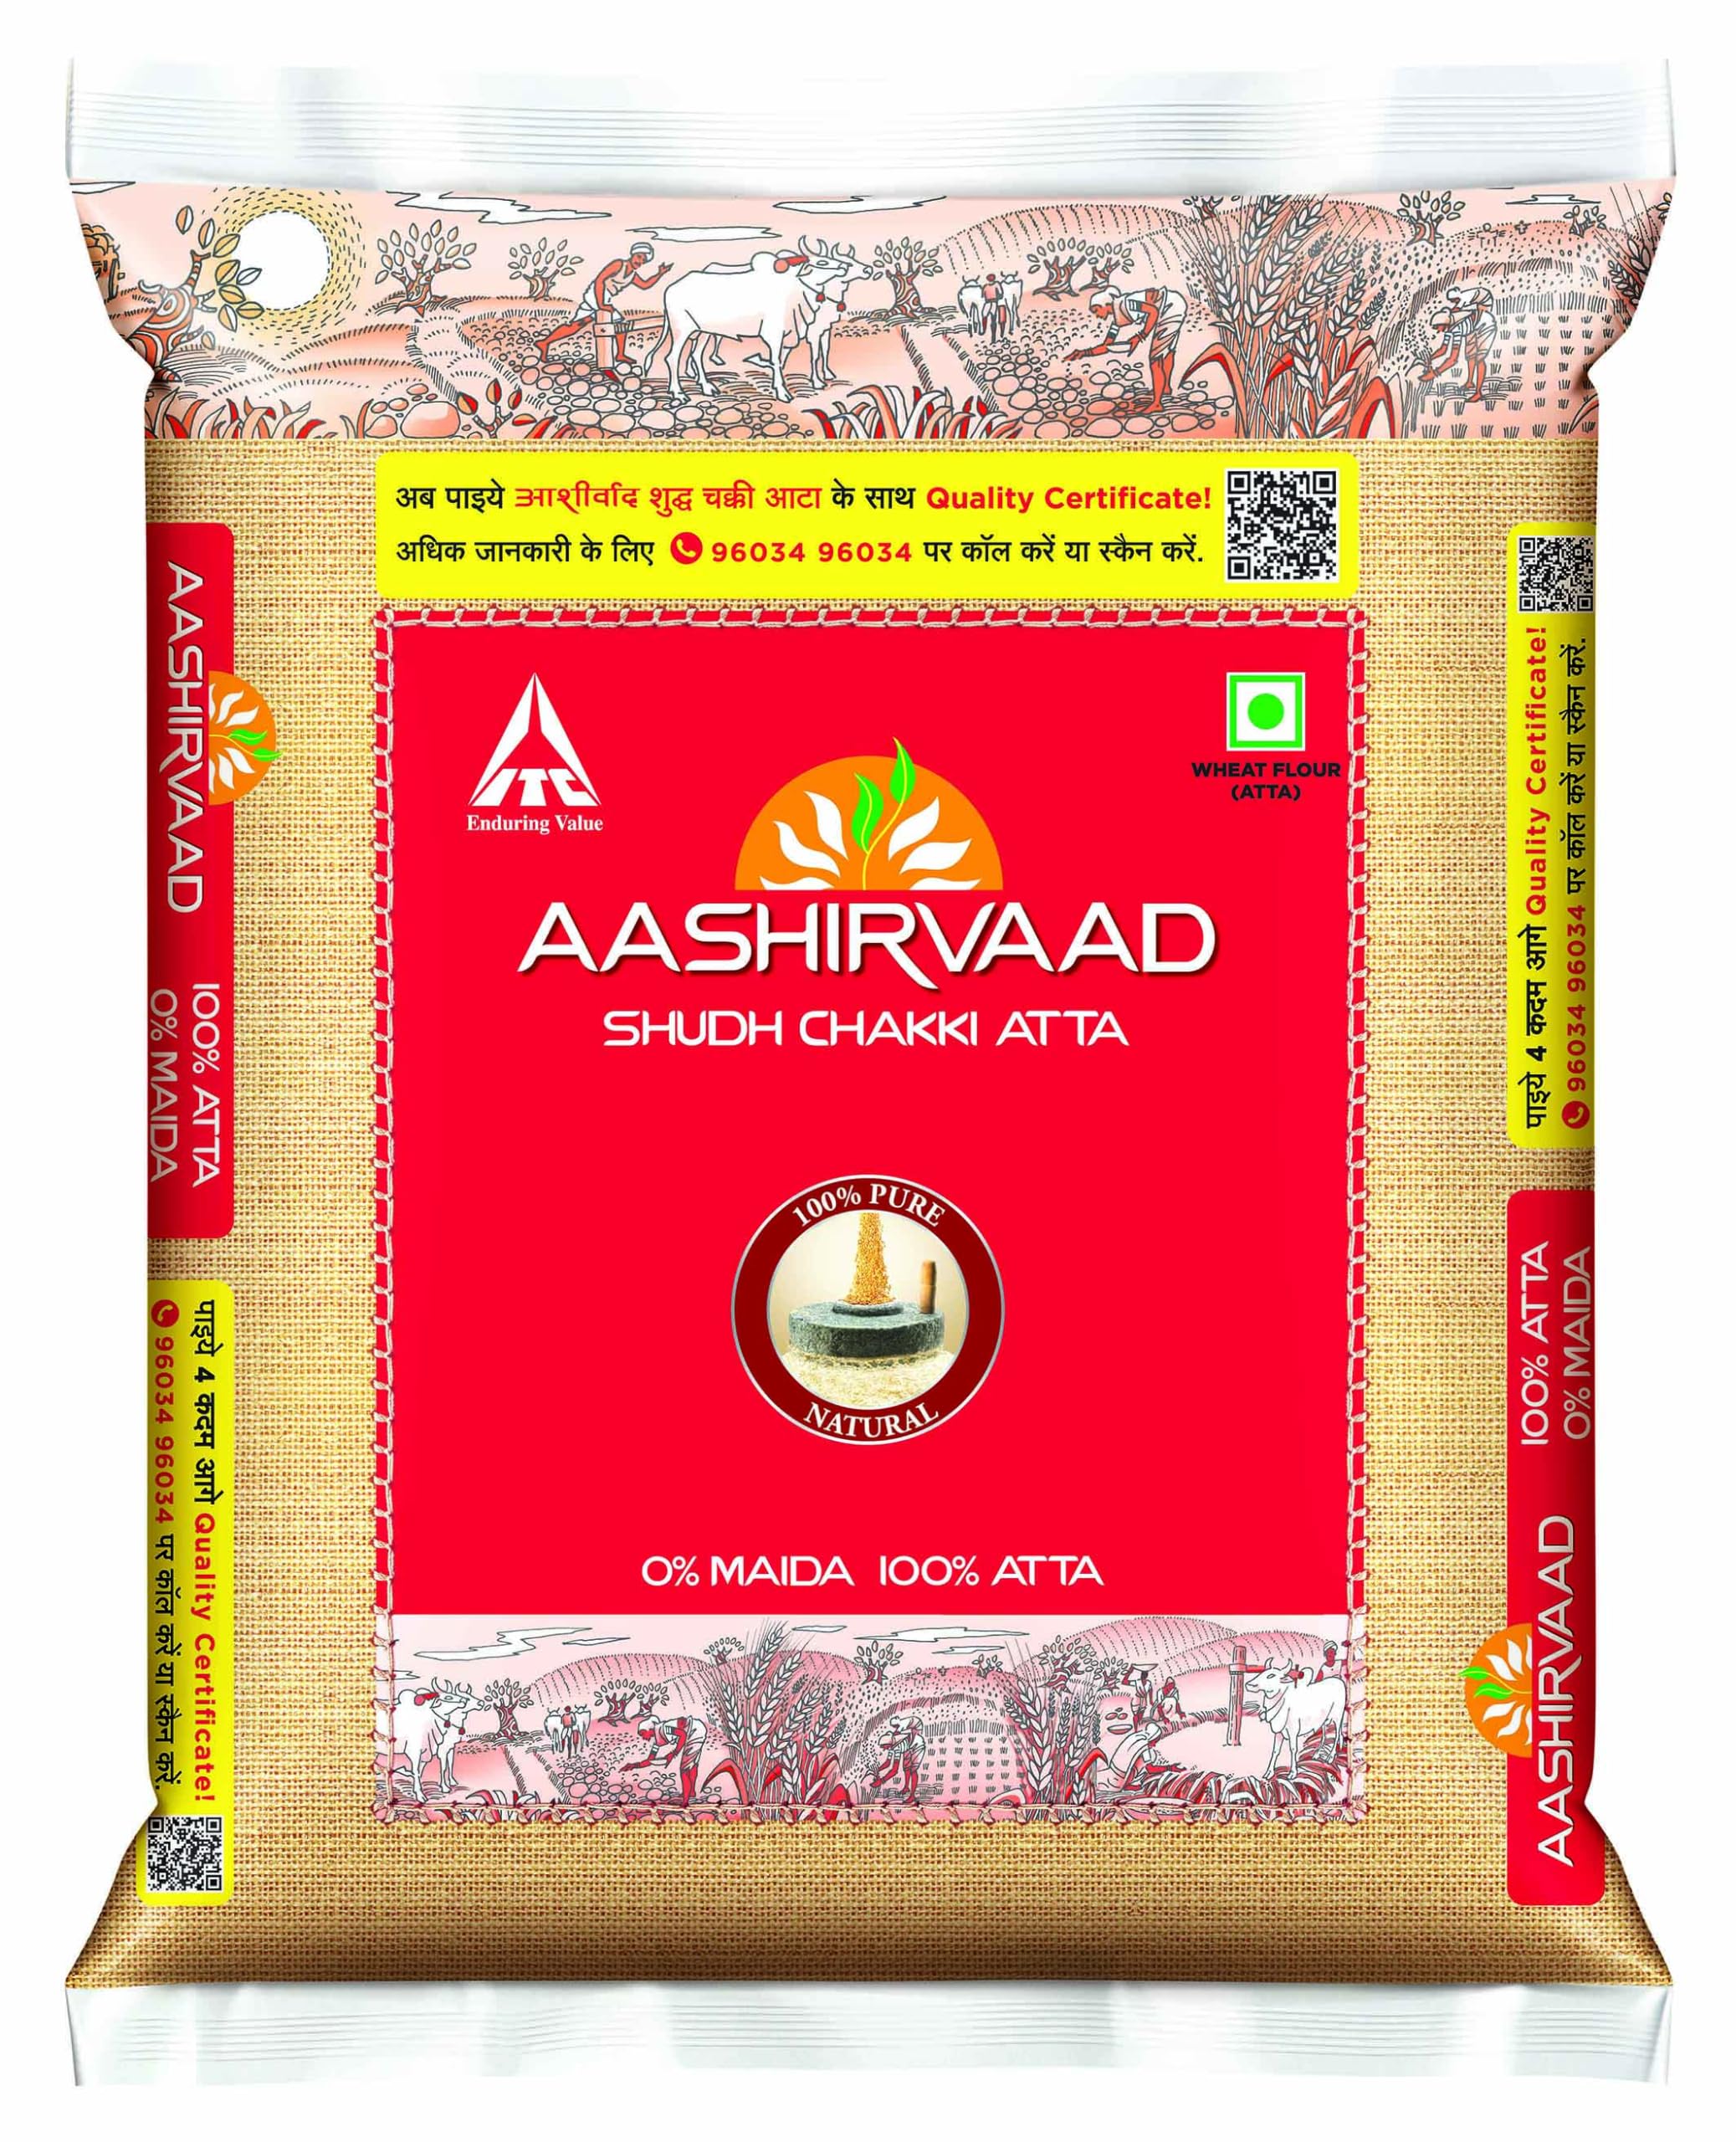 अब पाइये आशीर्वाद शुद्ध चक्की आटा के साथ Quality Certificate!
अधिक जानकारी के लिए 96034 96034 पर कॉल करें या स्कैन करें.
ITC
Enduring Value
WHEAT FLOUR
(ATTA)
AASHIRVAAD
SHUDH CHAKKI ATTA
100% PURE
NATURAL
0% MAIDA 100% ATTA
AASHIRVAAD
100% ATTA
0% MAIDA
पाइये 4 कदम आगे Quality Certificate!
96034 96034 पर कॉल करें या स्कैन करें.
पाइये 4 कदम आगे Quality Certificate!
96034 96034 पर कॉल करें या स्कैन करें.
AASHIRVAAD
100% ATTA
0% MAIDA